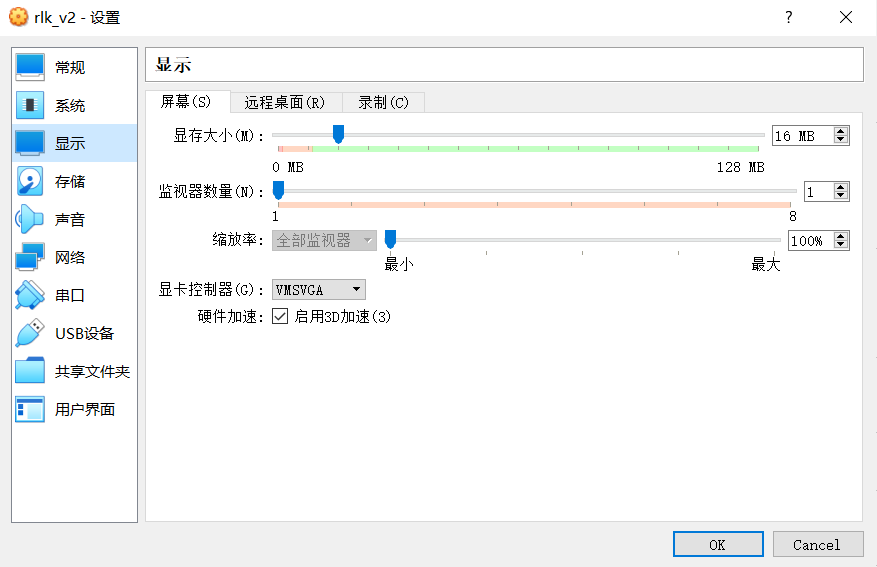 rlk_v2 - 设置
?
常规
系统
显示
存储
声音
网络
串口
USB设备
共享文件夹
用户界面
显示
屏幕(S) 远程桌面(R) 录制(C)
显存大小(M): 16 MB
0 MB 128 MB
监视器数量(N): 1
1 8
缩放率: 全部监视器 100%
最小 最大
显卡控制器(G): VMSVGA
硬件加速: 启用3D加速(3)
OK Cancel